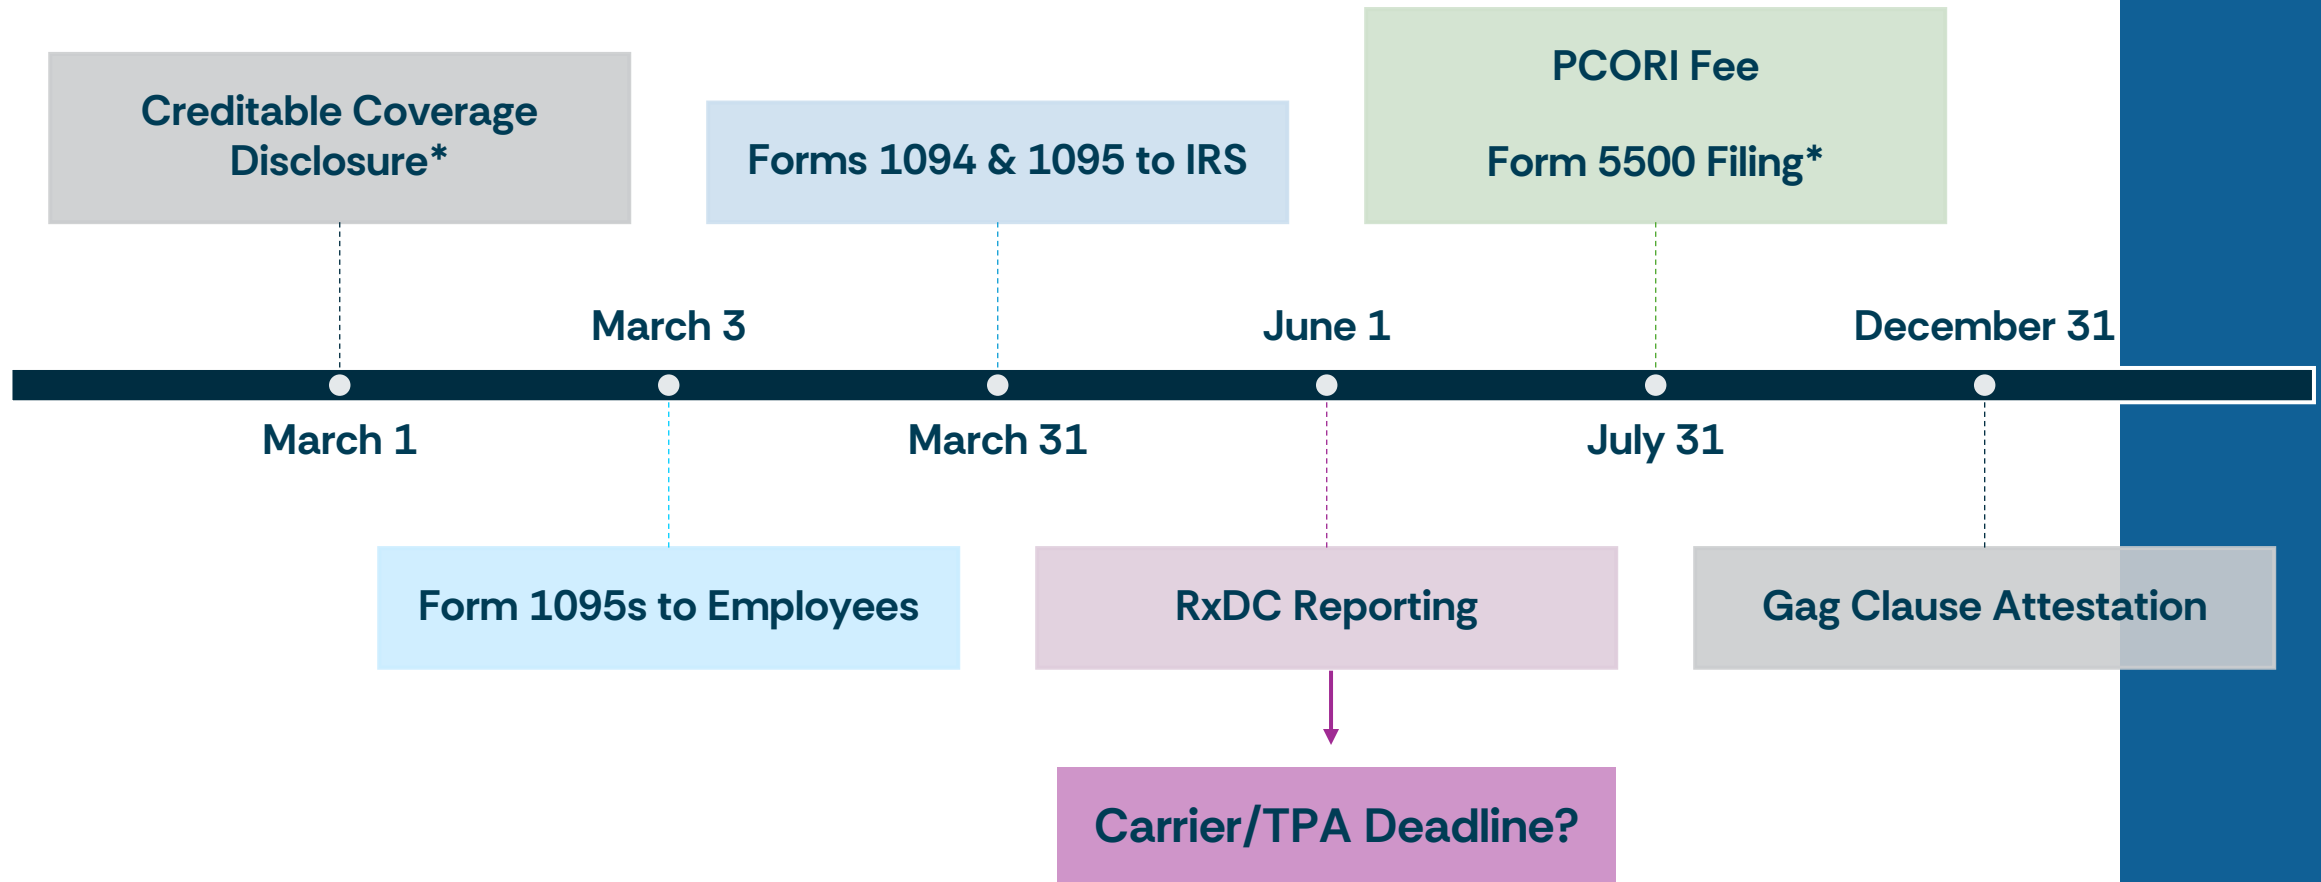 Creditable Coverage
Disclosure*
Forms 1094 & 1095 to IRS
PCORI Fee
Form 5500 Filing*
March 3
June 1
December 31
March 1
March 31
July 31
Form 1095s to Employees
RxDC Reporting
Gag Clause Attestation
Carrier/TPA Deadline?